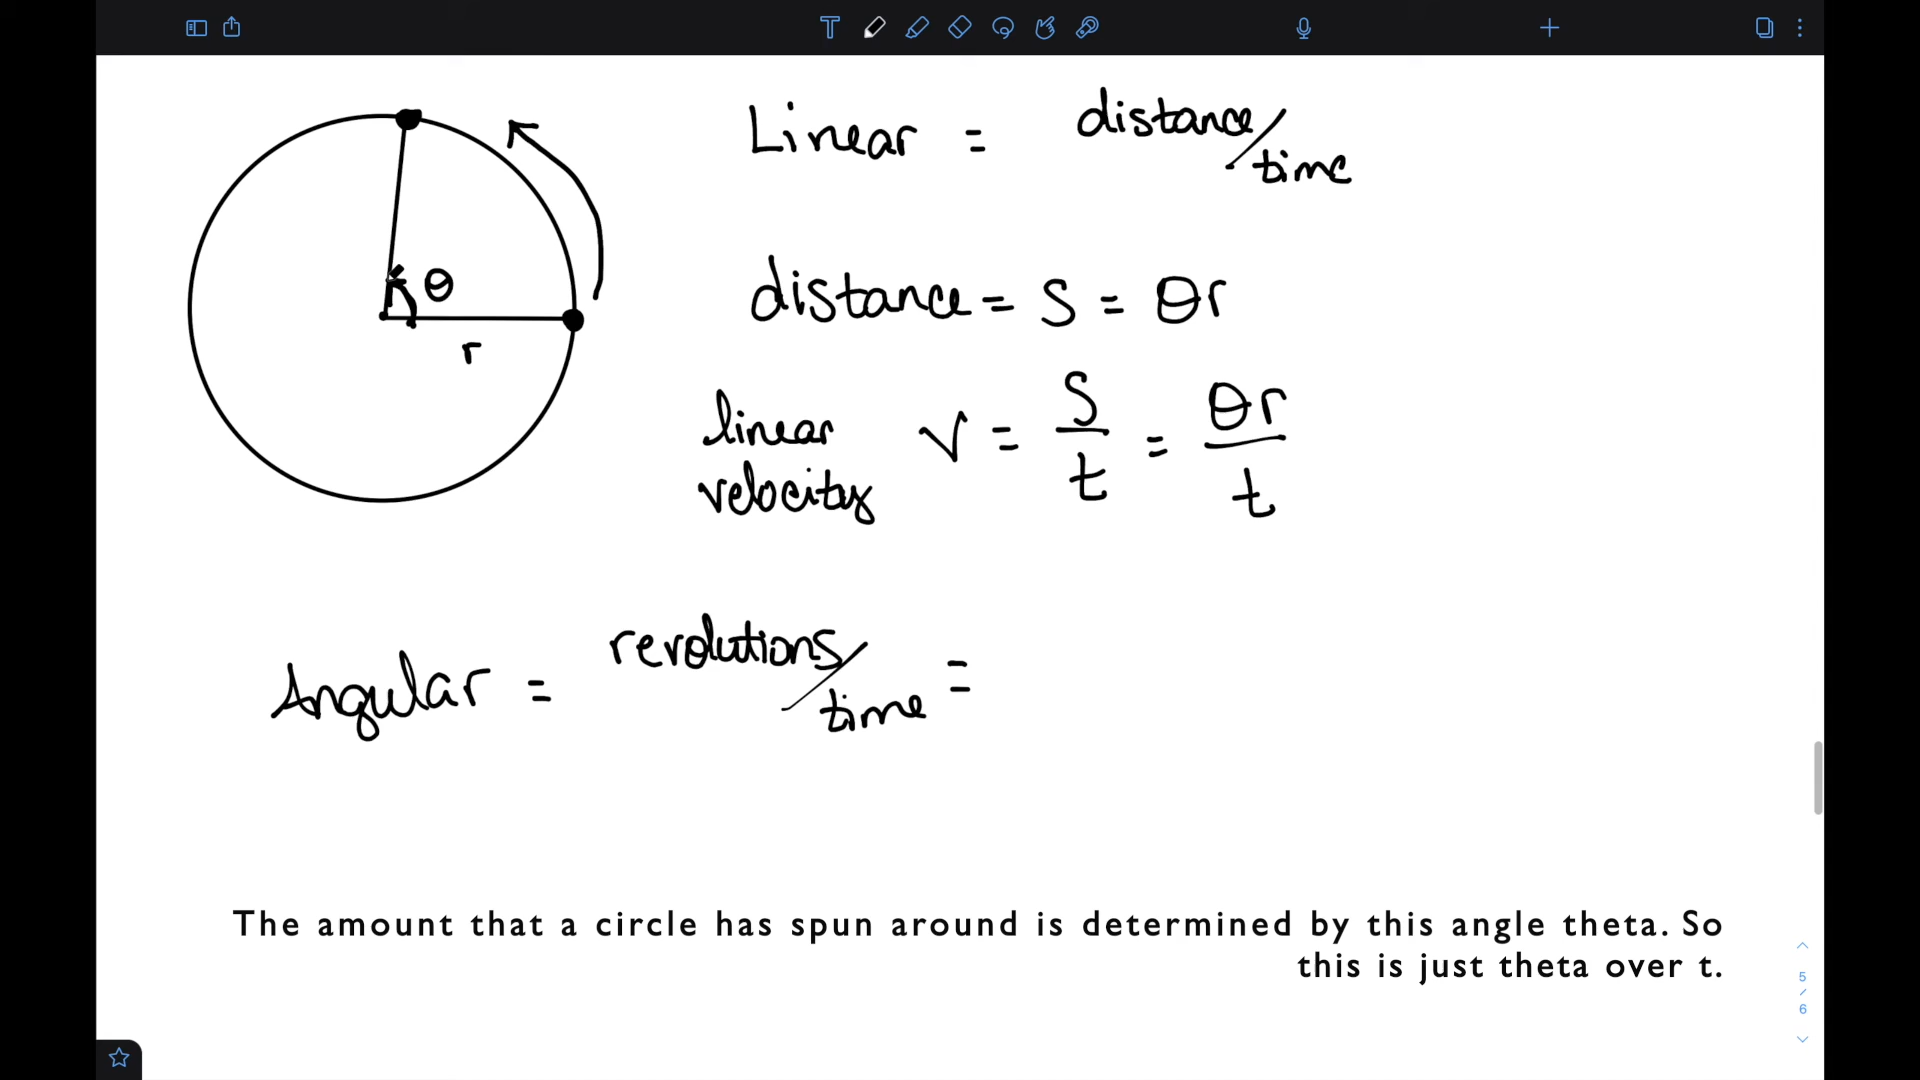 Linear = distance/time
θ
r
distance = S = θr
linear velocity V = S/t = θr/t
Angular = revolutions/time =
The amount that a circle has spun around is determined by this angle theta. So
this is just theta over t.
5
/
6